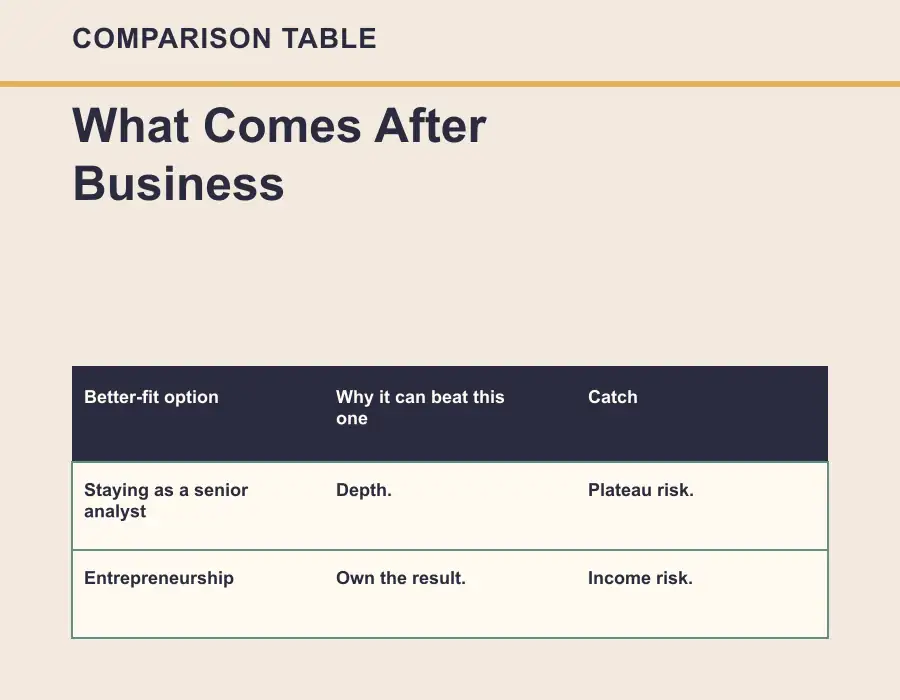 COMPARISON TABLE
What Comes After
Business
Better-fit option
Why it can beat this
one
Catch
Staying as a senior
analyst
Depth.
Plateau risk.
Entrepreneurship
Own the result.
Income risk.